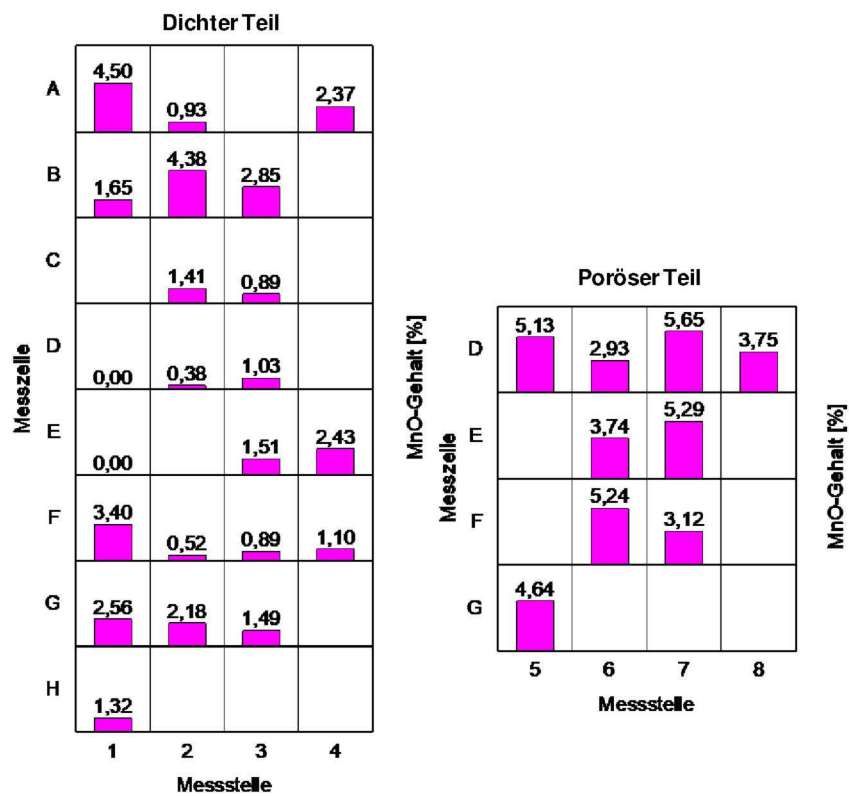 Dichter Teil
A
4,50
0,93
2,37
B
1,65
4,38
2,85
C
1,41
0,89
D
0,00
0,38
1,03
E
0,00
1,51
2,43
F
3,40
0,52
0,89
1,10
G
2,56
2,18
1,49
H
1,32
1 2 3 4
Messstelle
Messzelle
MnO-Gehalt [%]
Poröser Teil
D
5,13
2,93
5,65
3,75
E
3,74
5,29
F
5,24
3,12
G
4,64
5 6 7 8
Messstelle
Messzelle
MnO-Gehalt [%]